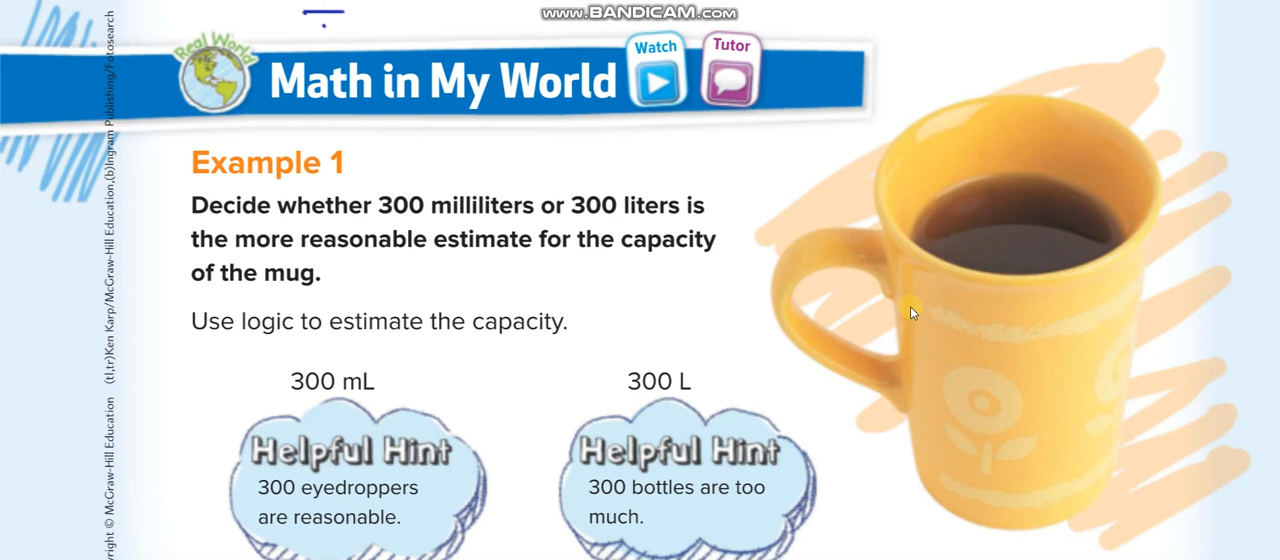 www.BANDICAM.com
Real World
Math in My World
Watch
Tutor
Example 1
Decide whether 300 milliliters or 300 liters is
the more reasonable estimate for the capacity
of the mug.
Use logic to estimate the capacity.
300 mL
300 L
Helpful Hint
300 eyedroppers
are reasonable.
Helpful Hint
300 bottles are too
much.
right © McGraw-Hill Education (tl,tr)Ken Karp/McGraw-Hill Education,(b)Ingram Publishing/Fotosearch